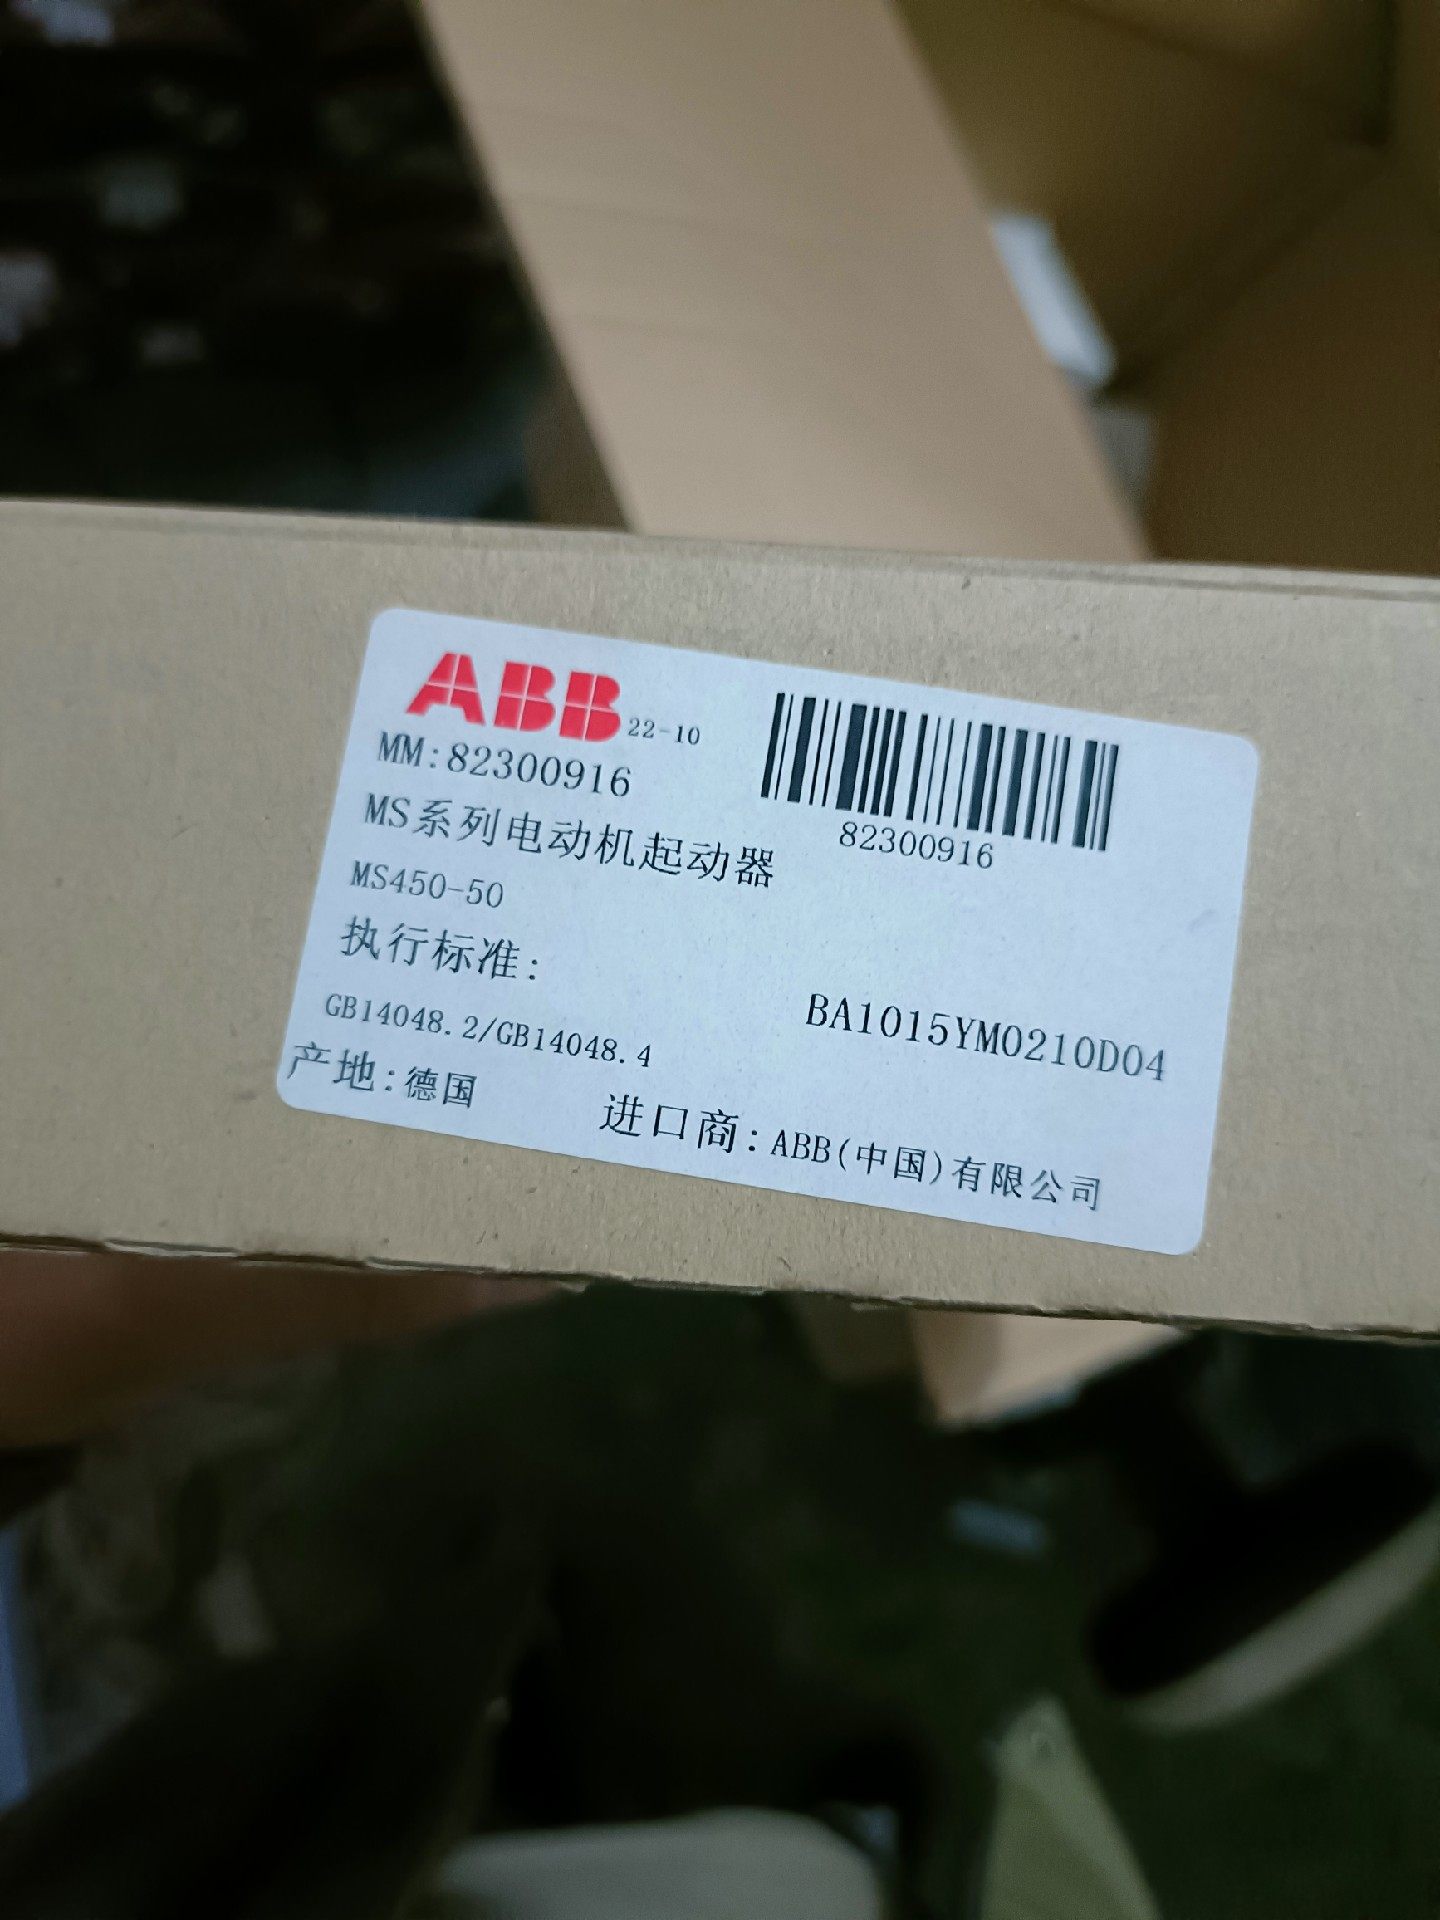 ABB 22-10
MM:82300916
82300916
MS系列电动机起动器
MS450-50
执行标准:
BA1015YM0210D04
GB14048.2/GB14048.4
产地:德国
进口商:ABB(中国)有限公司